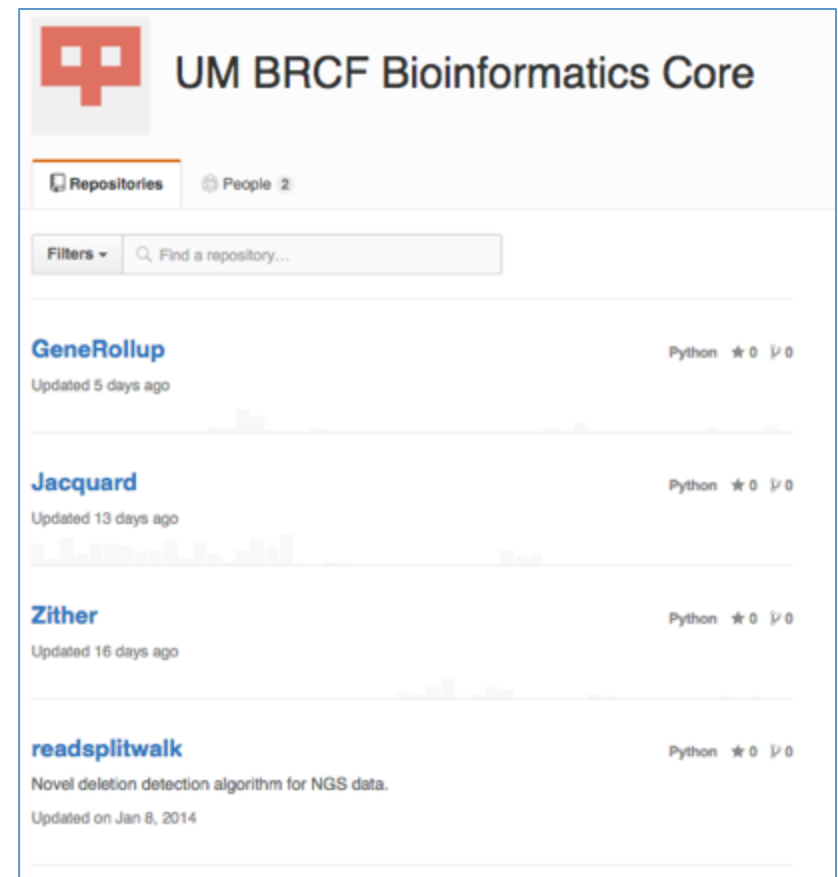 UM BRCF Bioinformatics Core
Repositories People 2
Filters Find a repository...
GeneRollup Python 0 0
Updated 5 days ago
Jacquard Python 0 0
Updated 13 days ago
Zither Python 0 0
Updated 16 days ago
readsplitwalk Python 0 0
Novel deletion detection algorithm for NGS data.
Updated on Jan 8, 2014